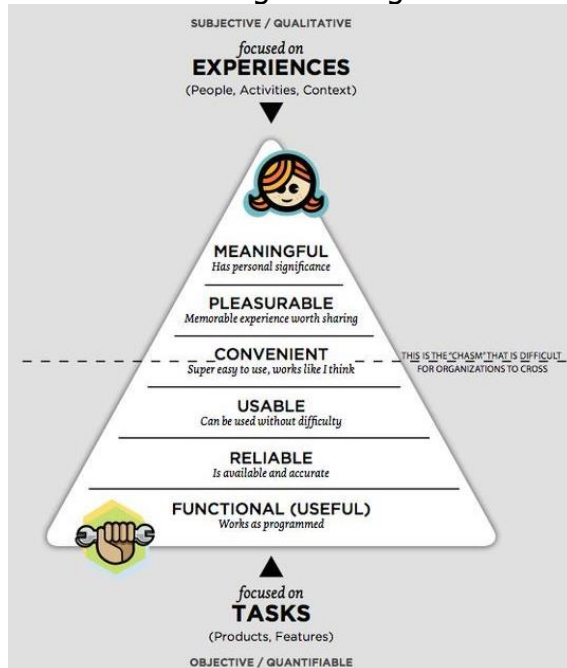 SUBJECTIVE / QUALITATIVE
focused on
EXPERIENCES
(People, Activities, Context)
MEANINGFUL
Has personal significance
PLEASURABLE
Memorable experience worth sharing
CONVENIENT
Super easy to use, works like I think
THIS IS THE "CHASM" THAT IS DIFFICULT
FOR ORGANIZATIONS TO CROSS
USABLE
Can be used without difficulty
RELIABLE
Is available and accurate
FUNCTIONAL (USEFUL)
Works as programmed
focused on
TASKS
(Products, Features)
OBJECTIVE / QUANTIFIABLE